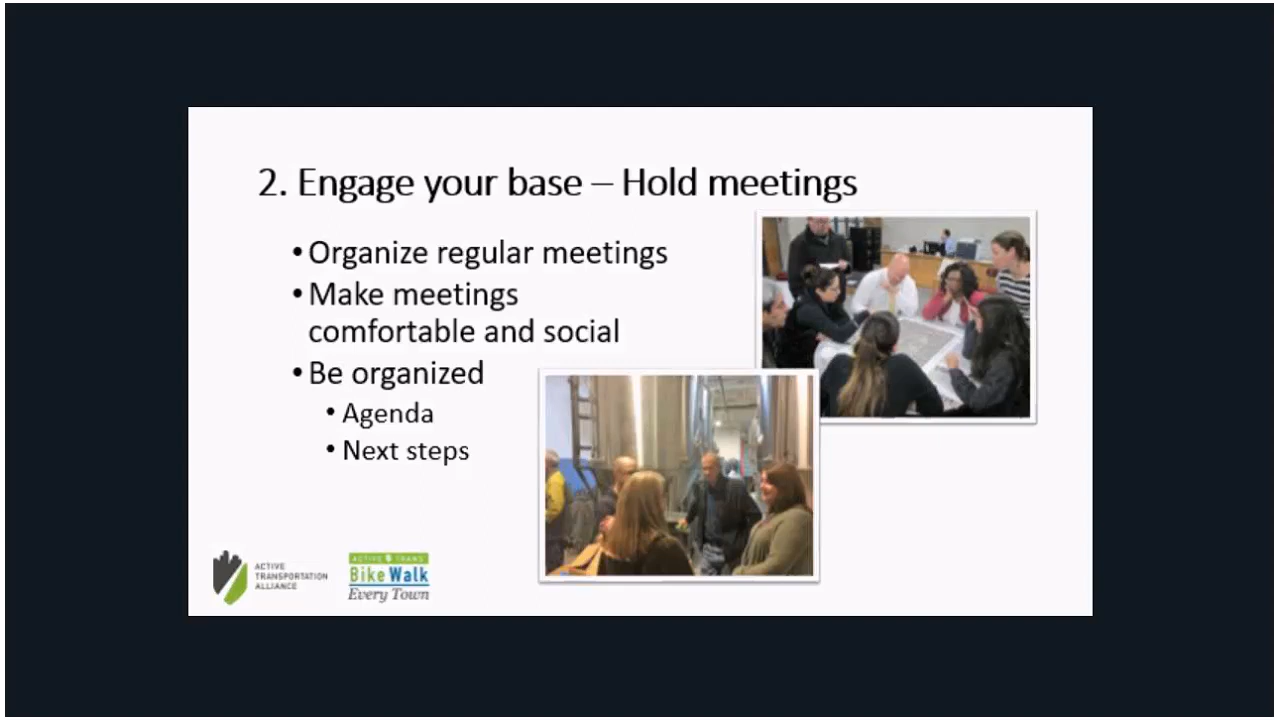 2. Engage your base – Hold meetings
• Organize regular meetings
• Make meetings
comfortable and social
• Be organized
• Agenda
• Next steps
ACTIVE
TRANSPORTATION
ALLIANCE
ACTIVE TRANS
Bike Walk
Every Town